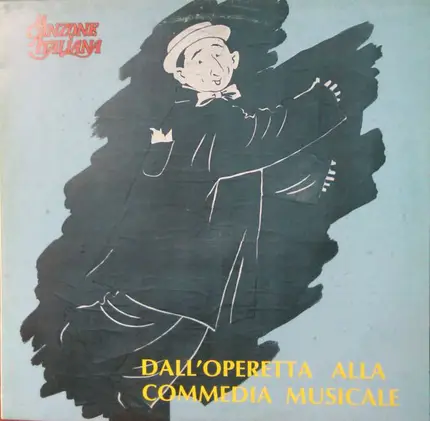 CANZONE
ITALIANA
DALL'OPERETTA ALLA
COMMEDIA MUSICALE